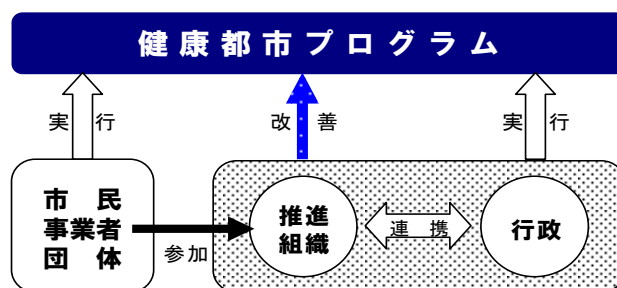 健康都市プログラム
実行
改善
実行
市民
事業者
団体
参加
推進
組織
連携
行政